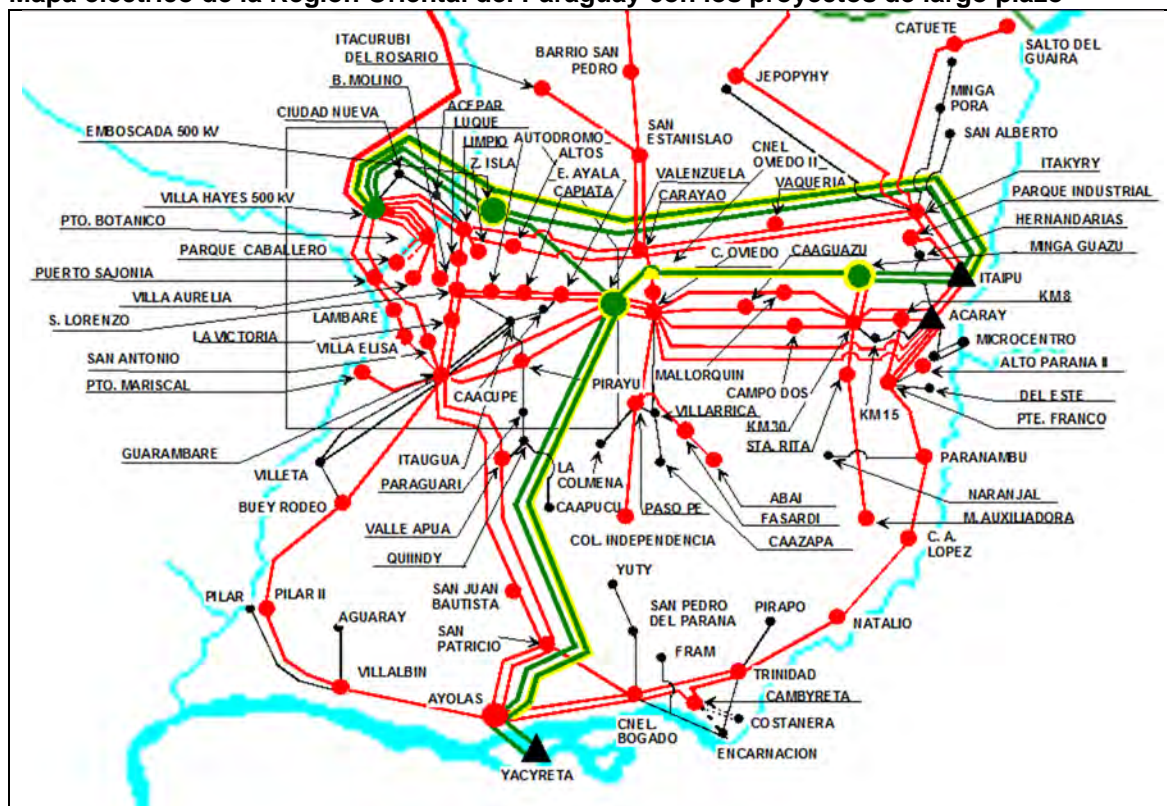 Mapa eléctrico de la Región Oriental del Paraguay con los proyectos de largo plazo
ITACURUBI
DEL ROSARIO
BARRIO SAN
PEDRO
CATUETE
SALTO DEL
GUAIRA
JEPOPYHY
B. MOLINO
CIUDAD NUEVA
ACEPAR
LUQUE
MINGA
PORA
EMBOSCADA 500 kV
LIMPIO
Z. ISLA
AUTODROMO
ALTOS
E. AYALA
CAPIATA
SAN
ESTANISLAO
SAN ALBERTO
CNEL
OVIEDO II
VAQUERIA
ITAKYRY
VALENZUELA
CARAYAO
PARQUE INDUSTRIAL
VILLA HAYES 500 kV
HERNANDARIAS
PTO. BOTANICO
MINGA GUAZU
PARQUE CABALLERO
C. OVIEDO
CAAGUAZU
PUERTO SAJONIA
ITAIPU
VILLA AURELIA
KM8
S. LORENZO
LAMBARE
ACARAY
LA VICTORIA
VILLA ELISA
MICROCENTRO
SAN ANTONIO
ALTO PARANA II
PTO. MARISCAL
CAACUPE
PIRAYU
MALLORQUIN
CAMPO DOS
KM15
DEL ESTE
VILLARRICA
KM30
PTE. FRANCO
STA. RITA
GUARAMBARE
ITAUGUA
LA
COLMENA
PARANAMBU
VILLETA
PARAGUARI
ABAI
NARANJAL
BUEY RODEO
CAAPUCU
PASO PE
FASARDI
M. AUXILIADORA
VALLE APUA
COL. INDEPENDENCIA
CAAZAPA
C. A.
LOPEZ
QUIINDY
YUTY
PILAR
PILAR II
SAN JUAN
BAUTISTA
SAN PEDRO
DEL PARANA
PIRAPO
AGUARAY
NATALIO
SAN
PATRICIO
FRAM
VILLALBIN
TRINIDAD
AYOLAS
CAMBYRETA
CNEL.
BOGADO
COSTANERA
ENCARNACION
YACYRETA